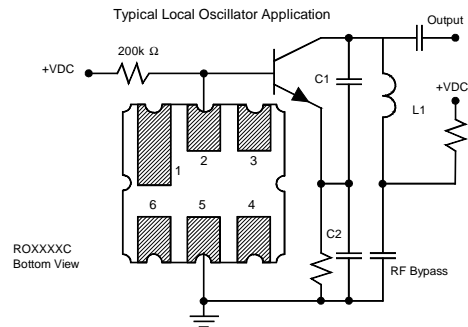 Typical Local Oscillator Application
Output
200k Ω
+VDC
+VDC
C1
L1
1
2
3
6
5
4
C2
ROXXXXC
Bottom View
RF Bypass